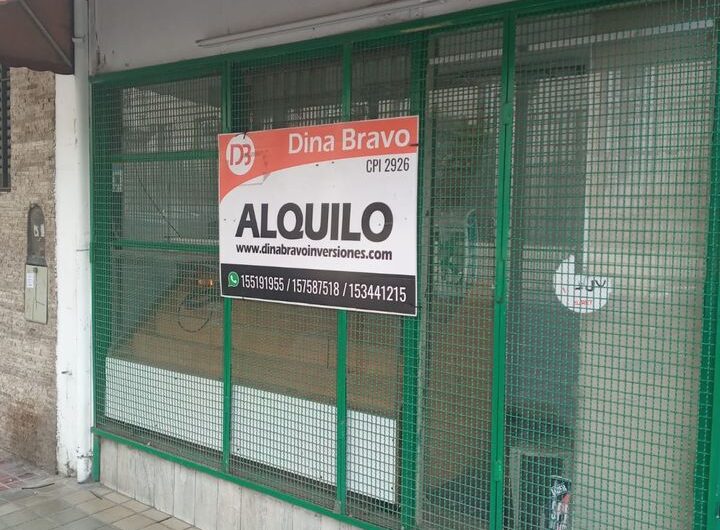 DB
Dina Bravo
CPI 2926
ALQUILO
www.dinabravoinversiones.com
155191955 / 157587518 / 153441215